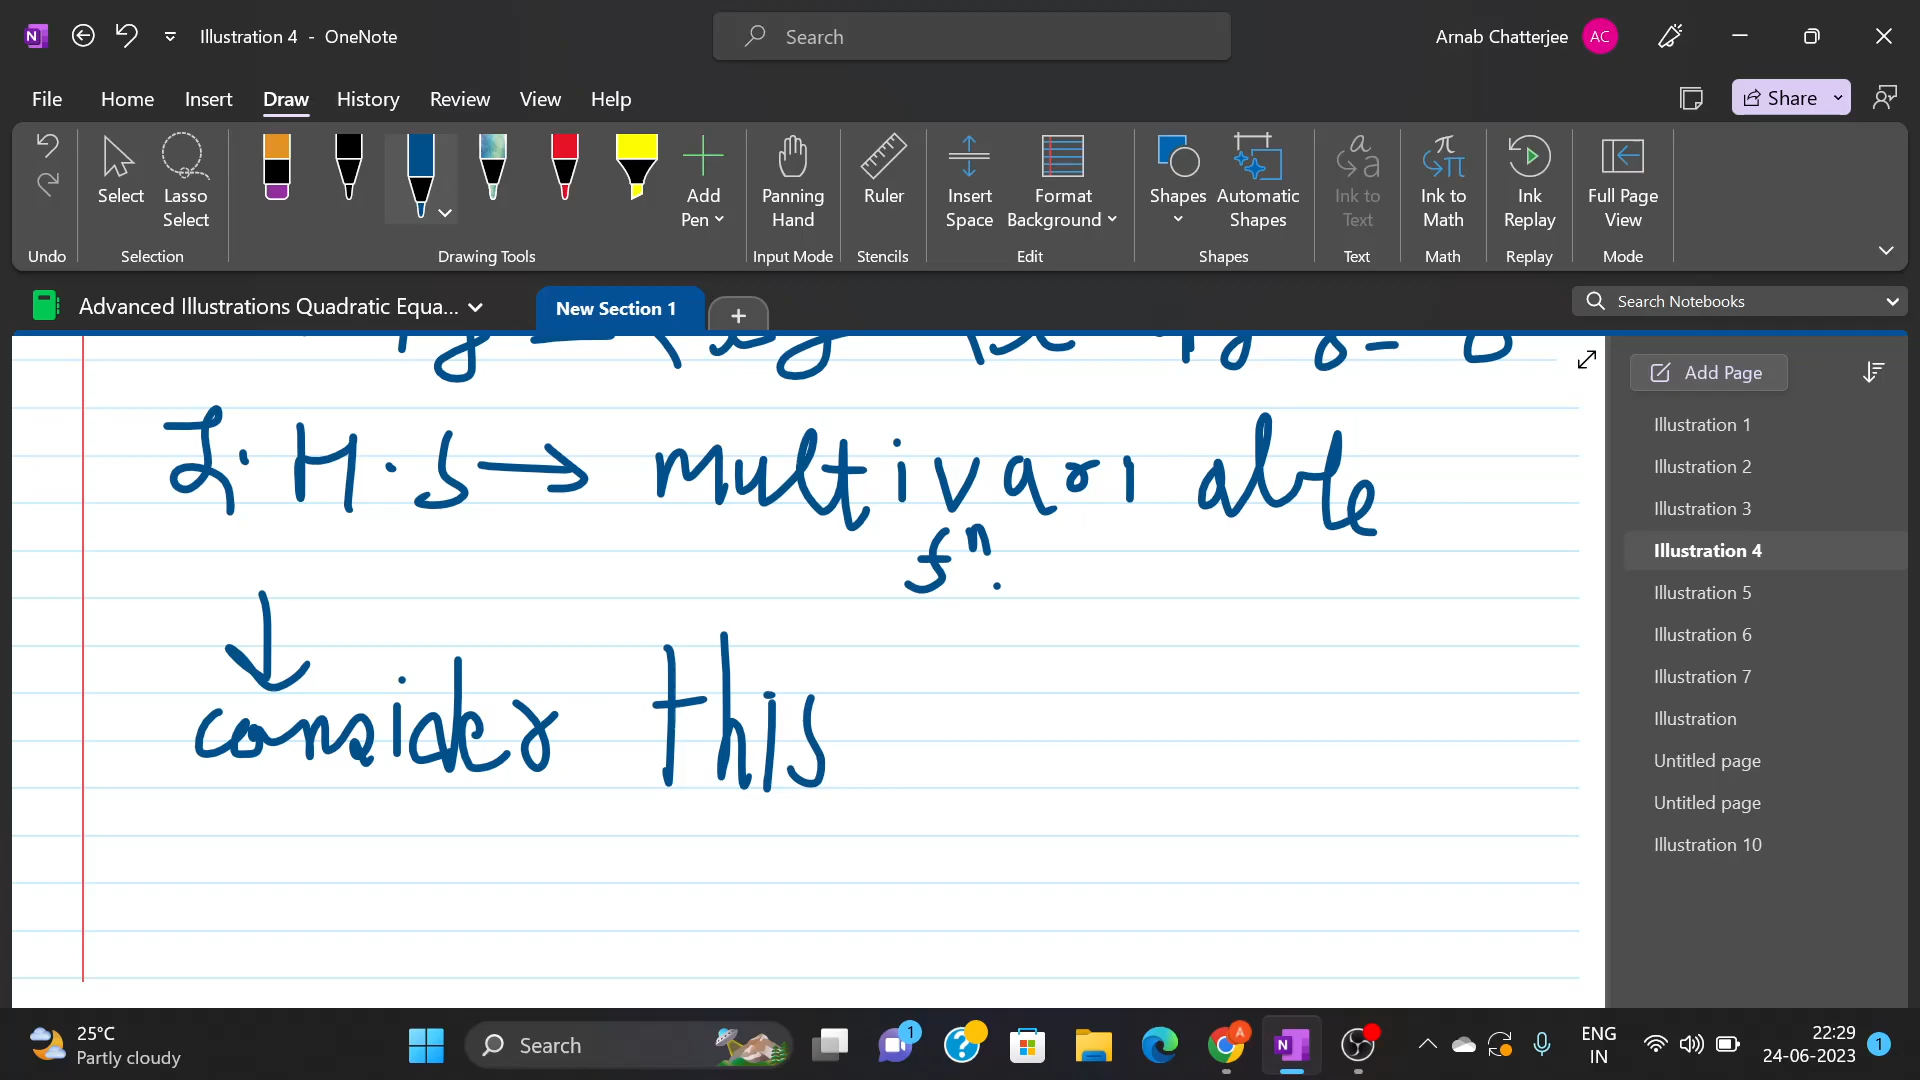 Illustration 4 - OneNote
Search
Arnab Chatterjee
AC
File Home Insert Draw History Review View Help
Share
Select
Lasso Select
Add Pen
Panning Hand
Ruler
Insert Space
Format Background
Shapes
Automatic Shapes
Ink to Text
Ink to Math
Ink Replay
Full Page View
Undo Selection Drawing Tools Input Mode Stencils Edit Shapes Text Math Replay Mode
Advanced Illustrations Quadratic Equa...
New Section 1
Search Notebooks
L.H.S → multivariable
fⁿ.
↓
consider this
Add Page
Illustration 1
Illustration 2
Illustration 3
Illustration 4
Illustration 5
Illustration 6
Illustration 7
Illustration
Untitled page
Untitled page
Illustration 10
25°C
Partly cloudy
Search
1
A
ENG
IN
22:29
24-06-2023
1